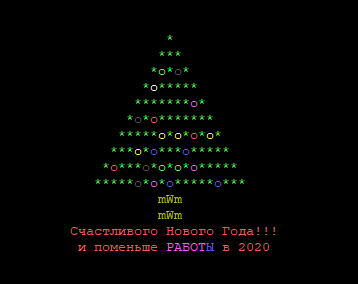 *
***
*o*o*
*o*****
*******o*
*o*o*******
*****o*o*o*o*
***o*o***o*****
*o***o*o*o*o*****
*****o*o*o*****o***
mWm
mWm
Счастливого Нового Года!!!
и поменьше РАБОТЫ в 2020